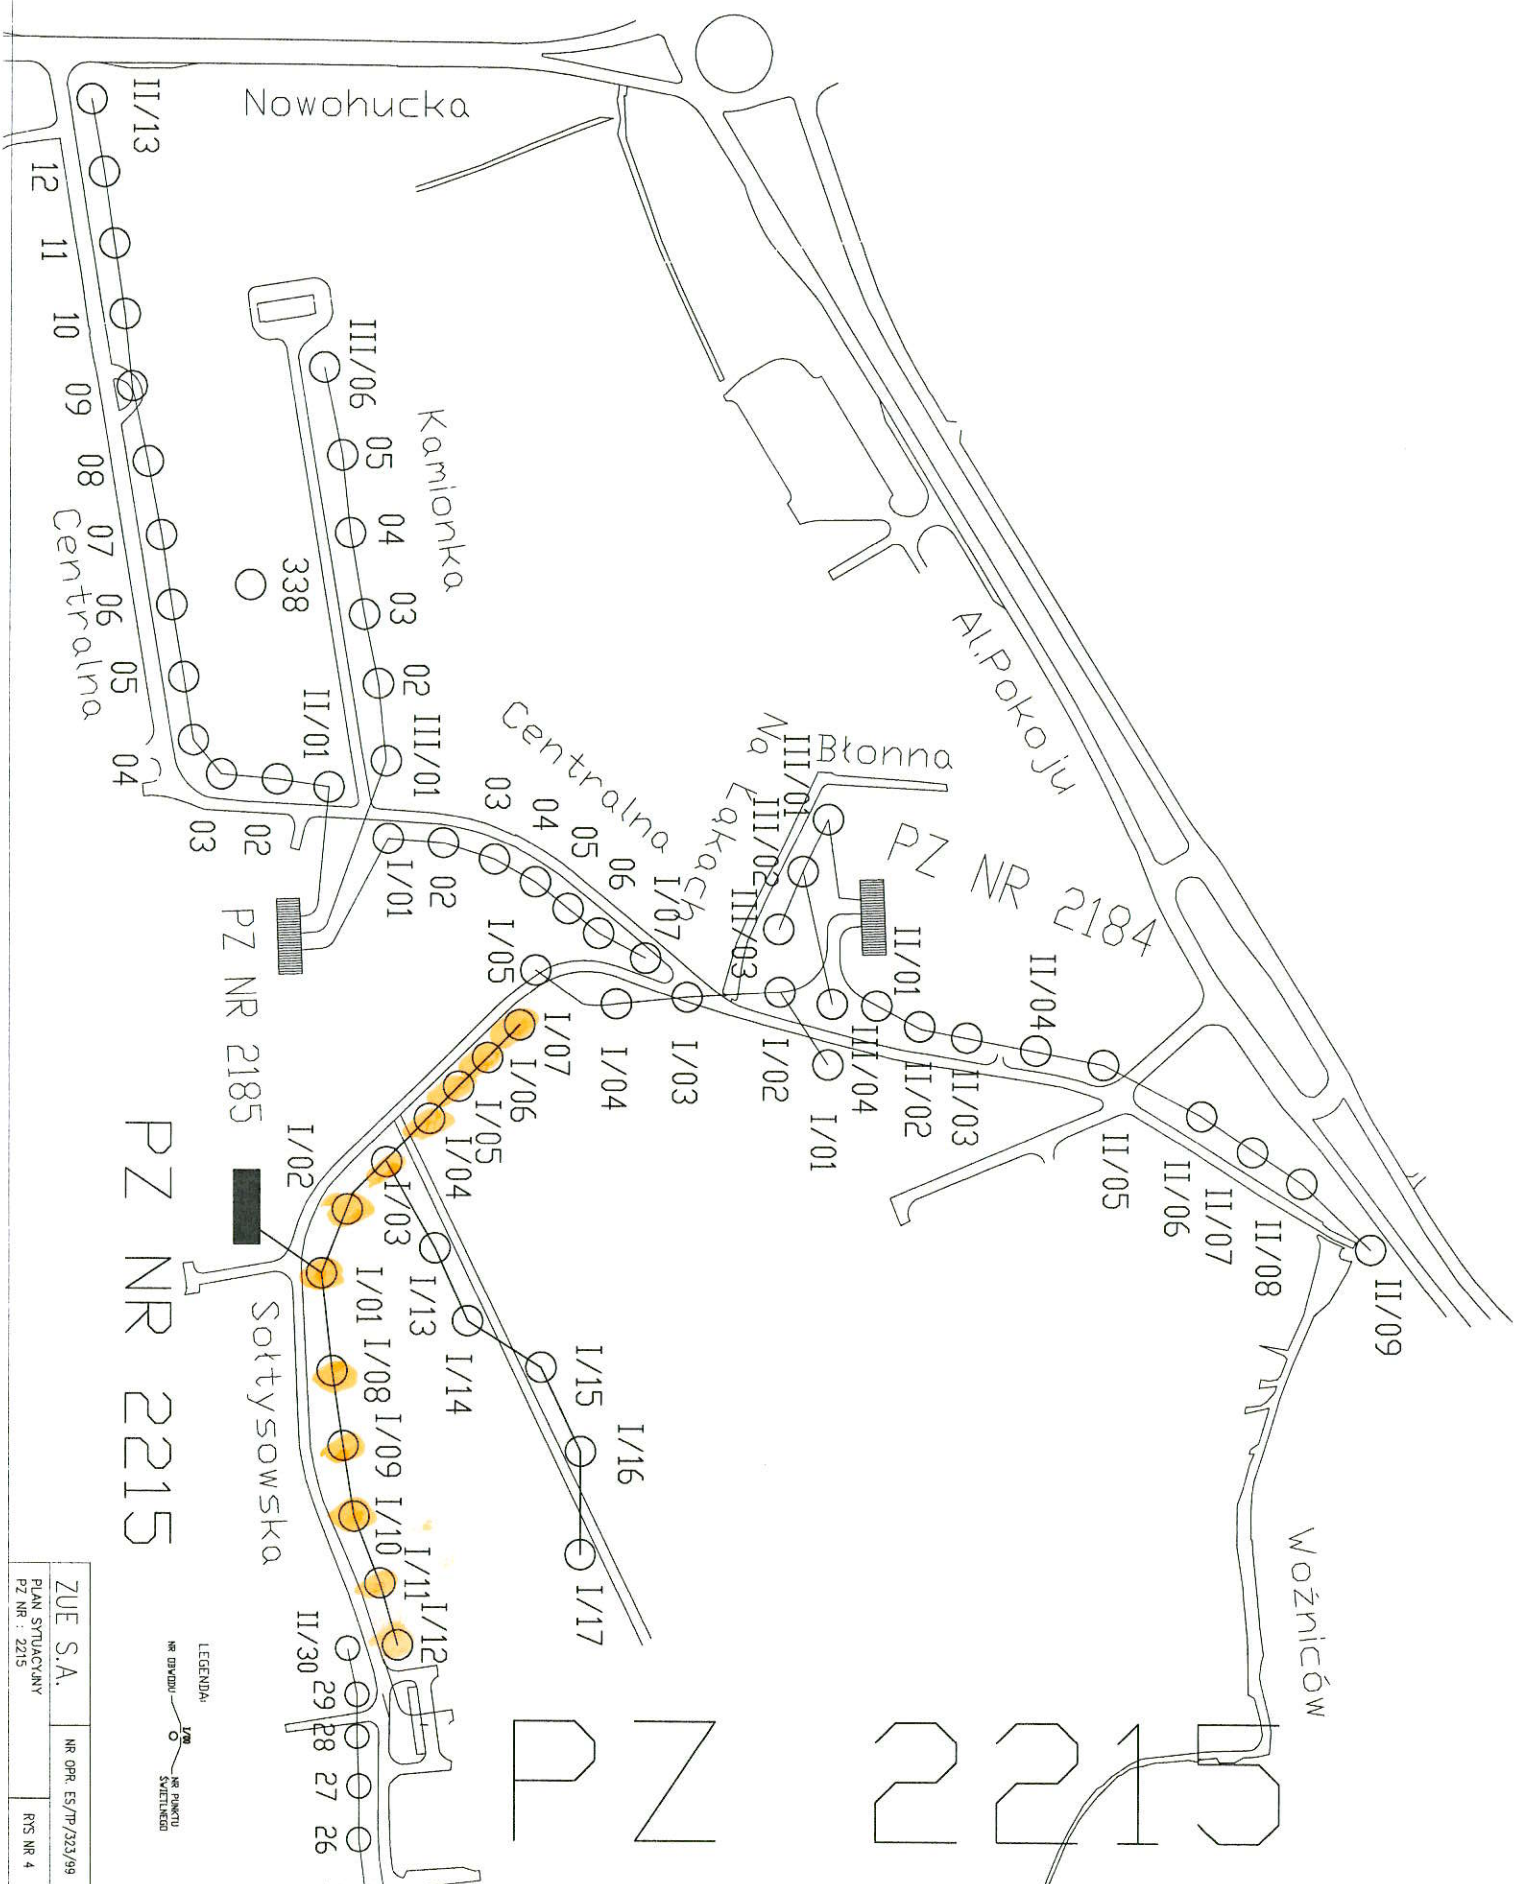 Nowohucka
II/13
12
11
10
09
08
07
06
05
04
03
02
II/01
Centralna
338
III/06
05
04
03
02
III/01
Kamionka
Centralna
I/01
02
03
04
05
06
I/07
PZ NR 2185
Al.Pokoju
Błonna
Na Łąkach
III/01
III/02
III/03
III/04
PZ NR 2184
II/01
II/02
II/03
II/04
II/05
II/06
II/07
II/08
II/09
I/01
I/02
I/03
I/04
I/05
I/07
I/06
I/05
I/04
I/03
I/02
I/01
I/08
I/09
I/10
I/11
I/12
I/13
I/14
I/15
I/16
I/17
PZ NR 2215
Sołtysowska
Woźniców
II/30
29
28
27
26
PZ 2215
LEGENDA:
I/00
NR OBWODU
NR PUNKTU
ŚWIETLNEGO
ZUE S.A.
NR OPR. ES/TP/323/99
PLAN SYTUACYJNY
PZ NR : 2215
RYS NR 4